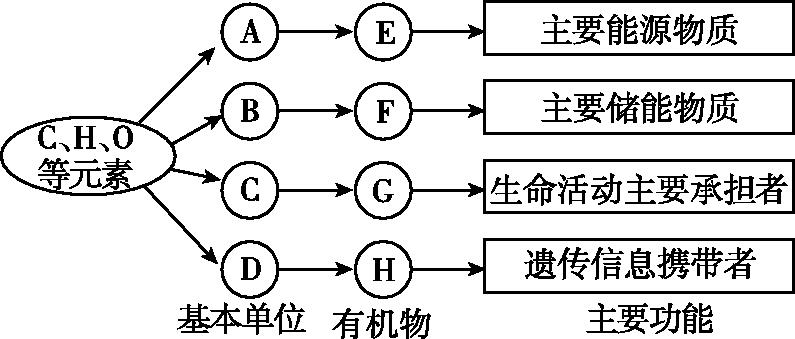 A E 主要能源物质
B F 主要储能物质
C、H、O
等元素
C G 生命活动主要承担者
D H 遗传信息携带者
基本单位 有机物 主要功能